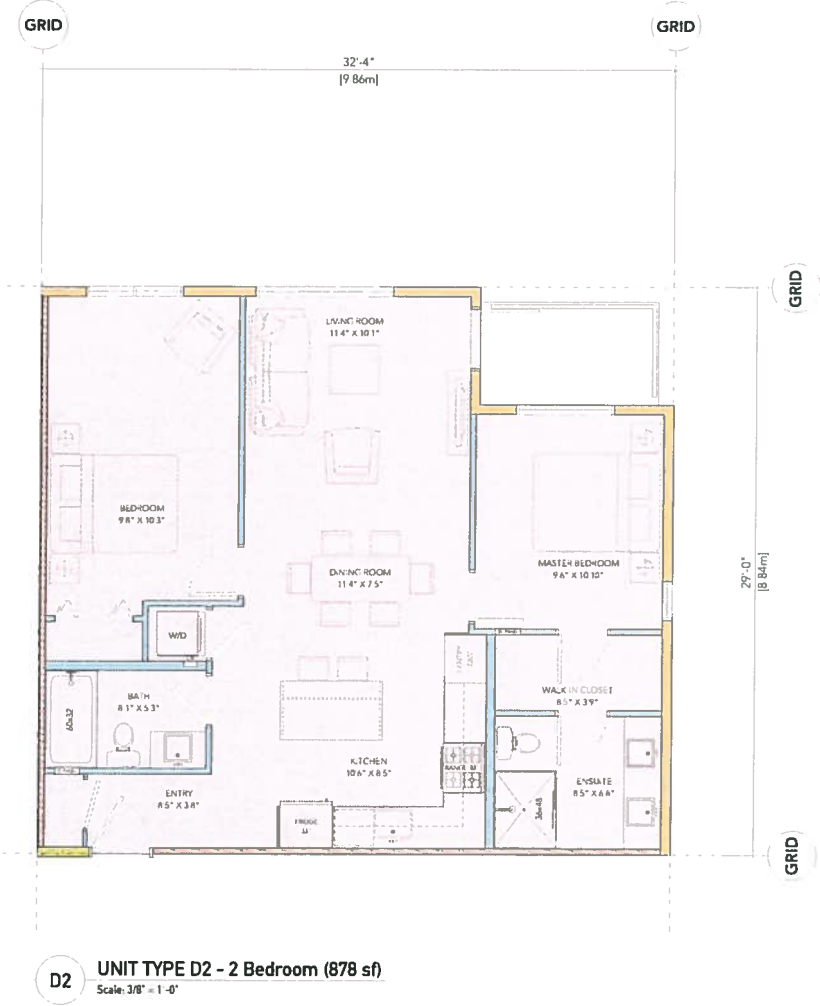 GRID
GRID
32'-4"
[9.86m]
GRID
LIVING ROOM
11'4" X 10'1"
BEDROOM
9'8" X 10'3"
DINING ROOM
11'4" X 7'5"
MASTER BEDROOM
9'6" X 10'10"
29'-0"
[8.84m]
W/D
BATH
8'1" X 5'3"
60x32
WALK IN CLOSET
8'5" X 3'9"
KITCHEN
10'6" X 8'5"
RANGE
ENSUITE
8'5" X 6'8"
ENTRY
8'5" X 3'8"
FRIDGE
36x48
GRID
D2
UNIT TYPE D2 - 2 Bedroom (878 sf)
Scale: 3/8" = 1'-0"